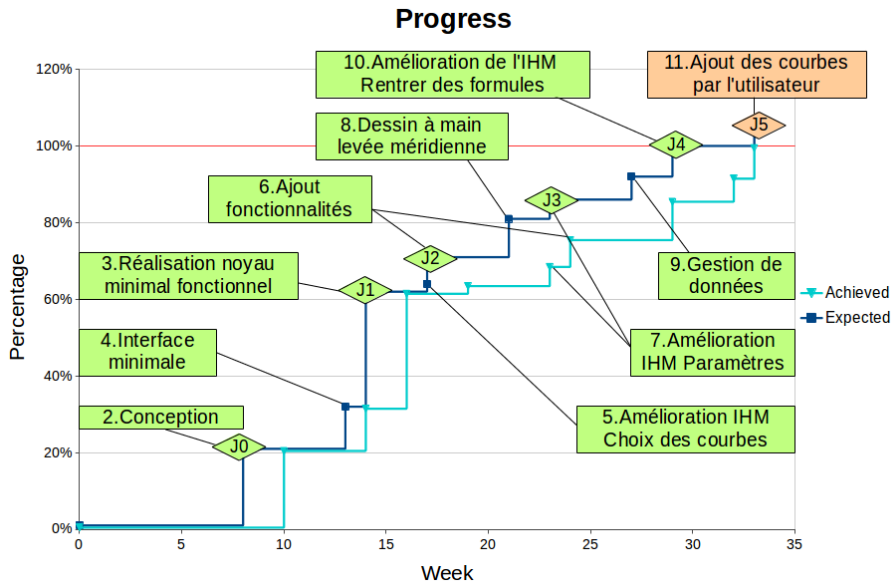 Progress
120%
100%
80%
60%
40%
20%
0%
0
5
10
15
20
25
30
35
Percentage
Week
10.Amélioration de l'IHM
Rentrer des formules
11.Ajout des courbes
par l'utilisateur
8.Dessin à main
levée méridienne
6.Ajout
fonctionnalités
3.Réalisation noyau
minimal fonctionnel
4.Interface
minimale
2.Conception
9.Gestion de
données
7.Amélioration
IHM Paramètres
5.Amélioration IHM
Choix des courbes
J0
J1
J2
J3
J4
J5
Achieved
Expected